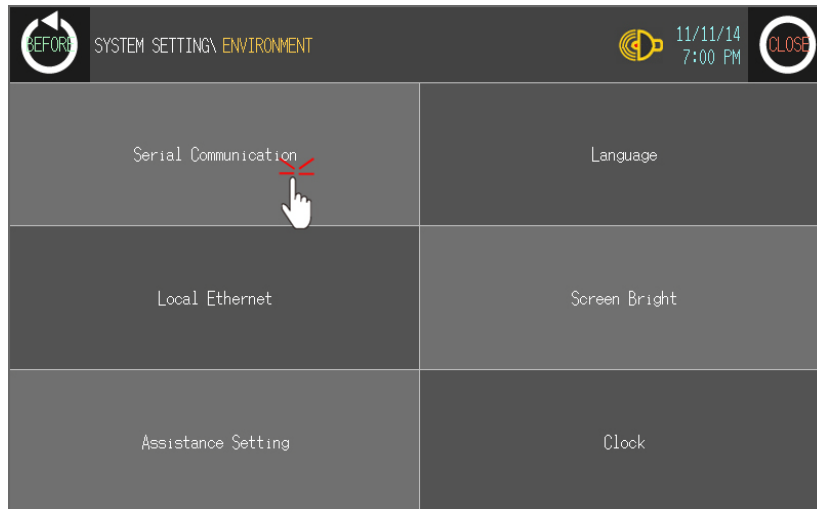 BEFORE
SYSTEM SETTING\ ENVIRONMENT
11/11/14
7:00 PM
CLOSE
Serial Communication
Language
Local Ethernet
Screen Bright
Assistance Setting
Clock